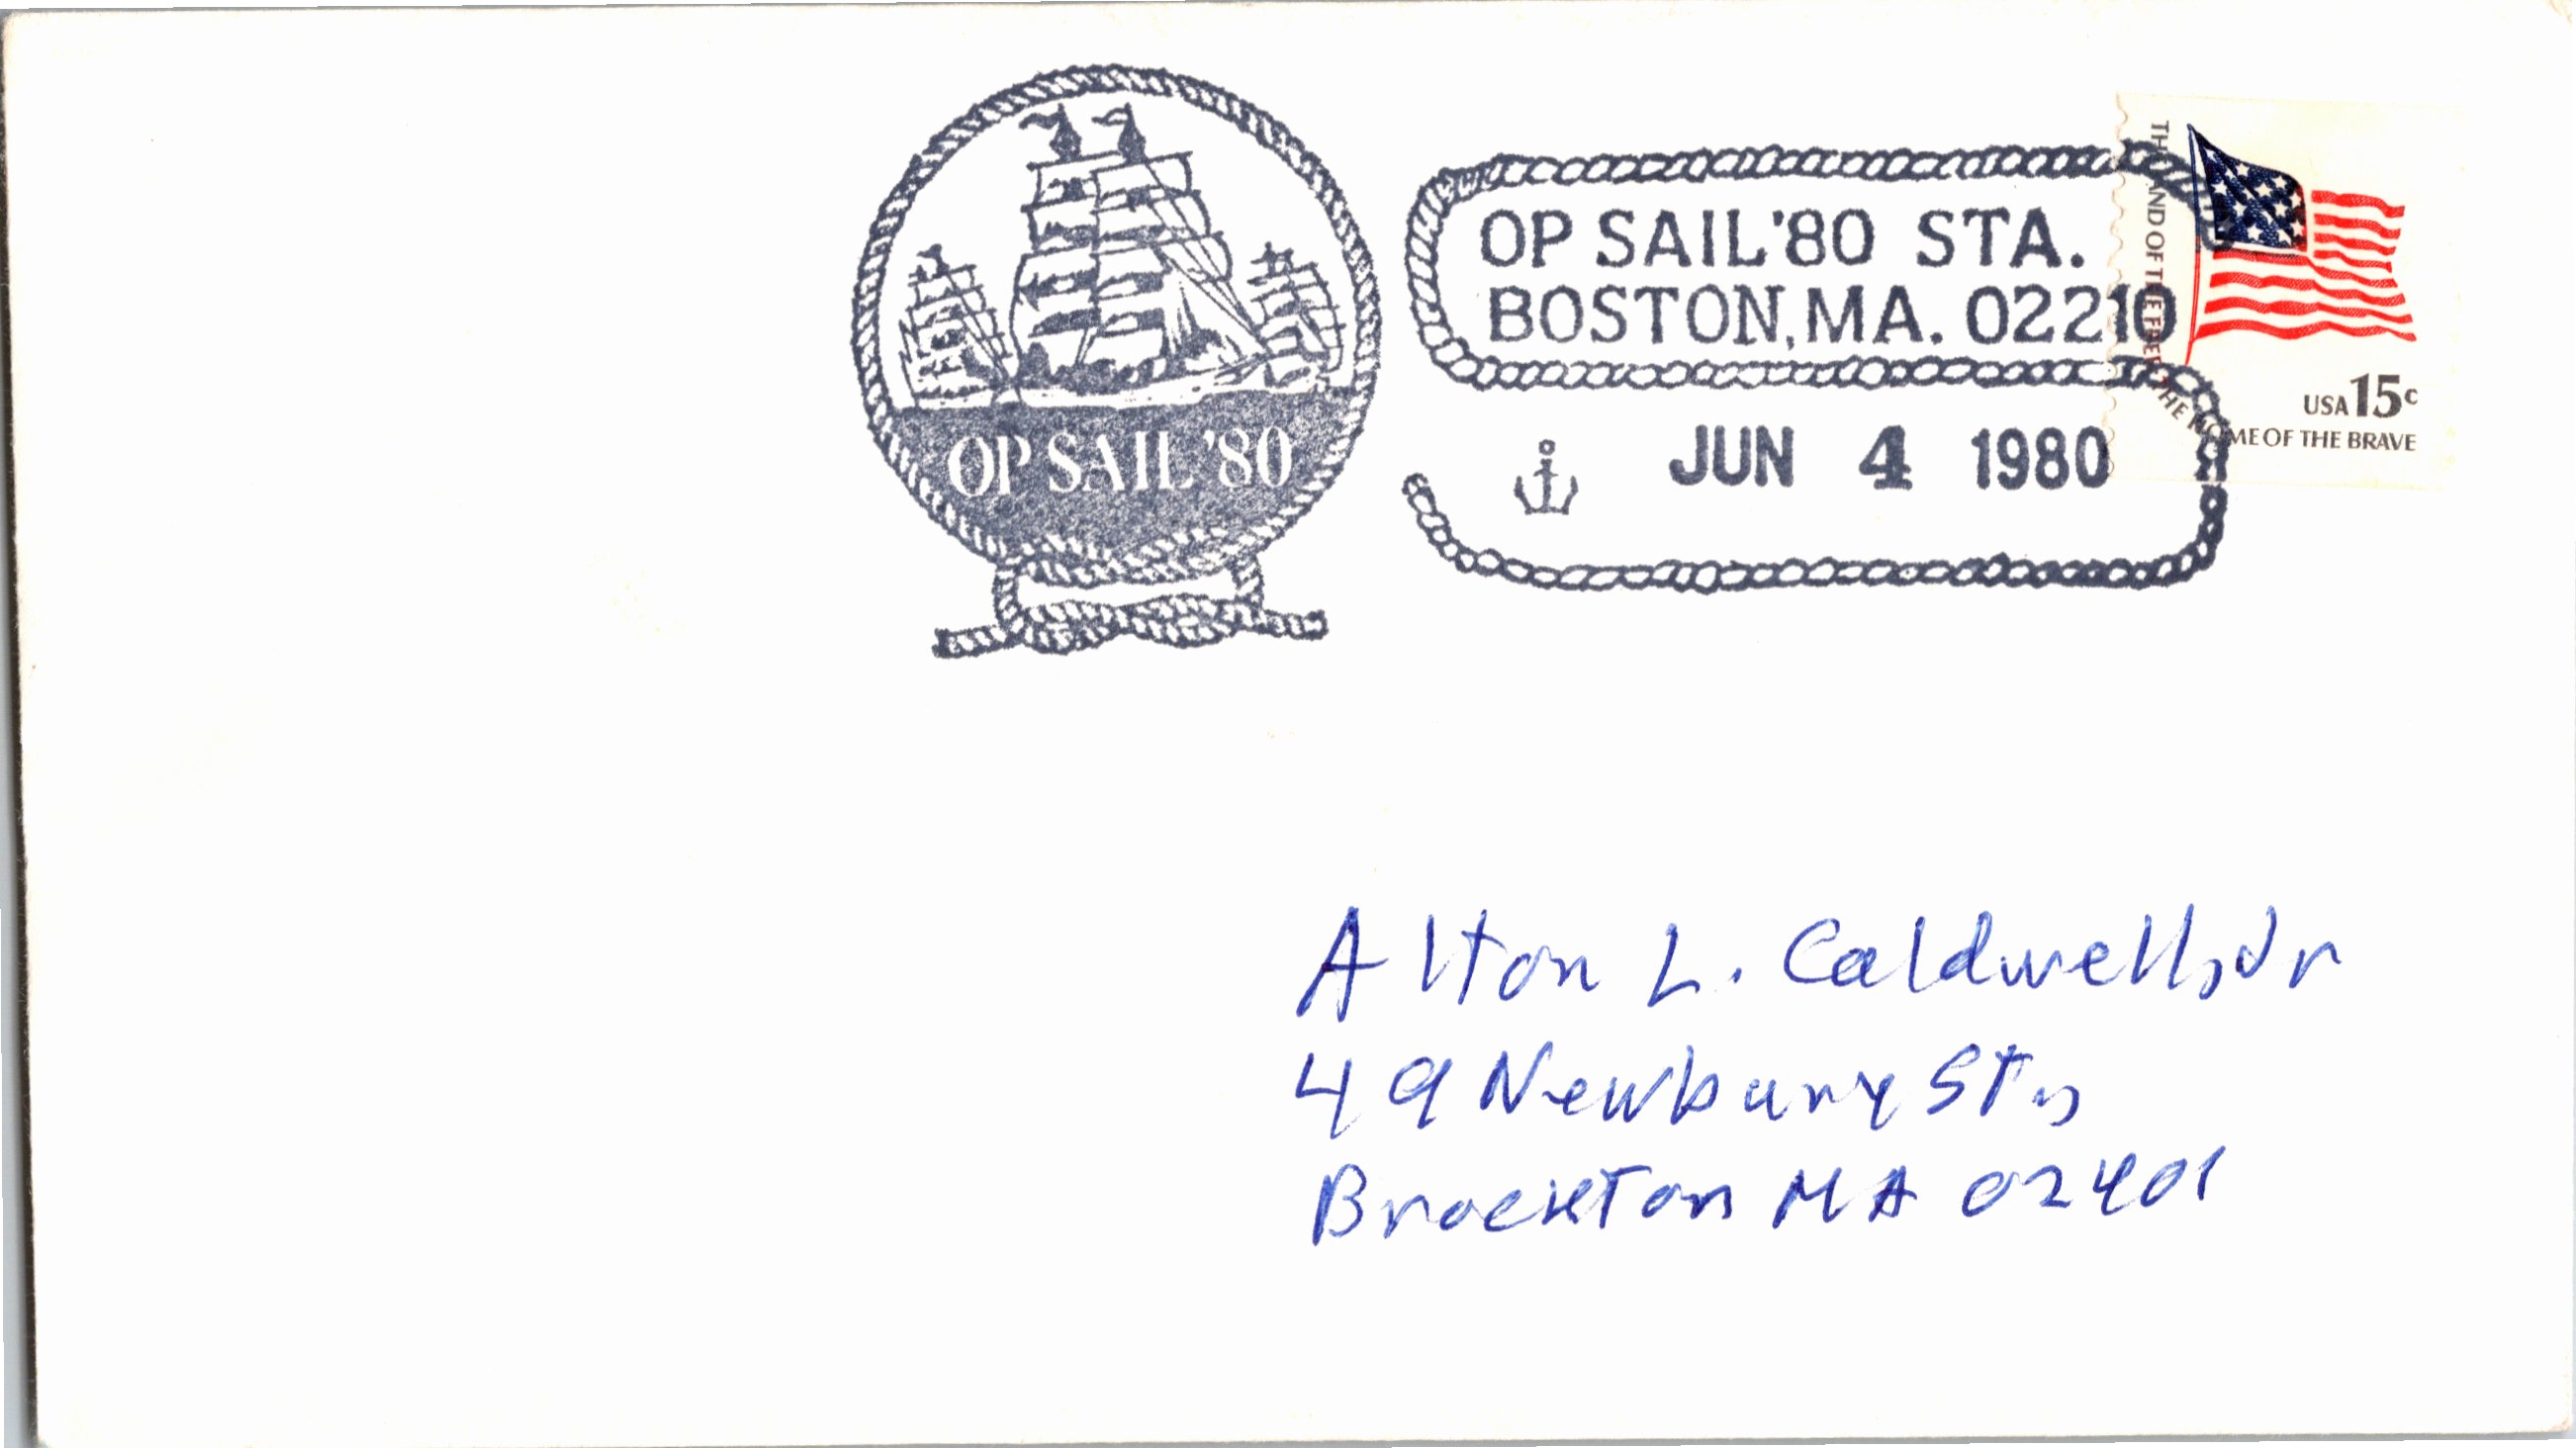 OP SAIL '80
OP SAIL '80 STA.
BOSTON, MA. 02210
JUN 4 1980
THE LAND OF THE FREE THE HOME OF THE BRAVE
USA 15c
Alton L. Caldwell, Jr
49 Newbury St,
Brockton MA 02401